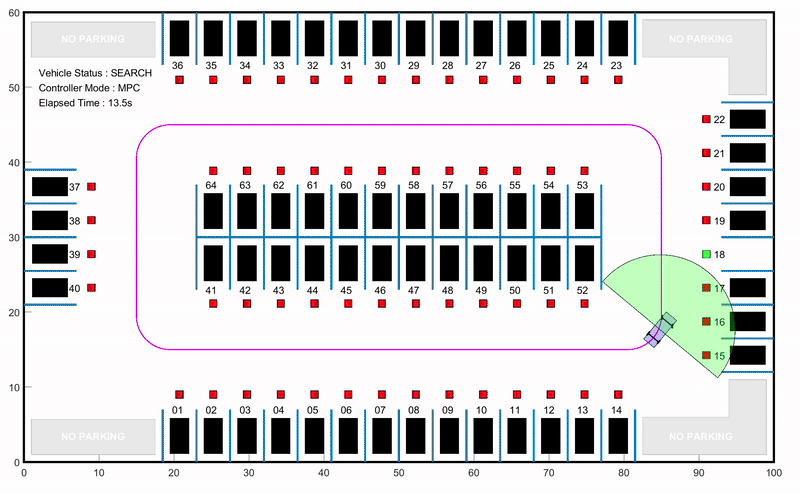 60
NO PARKING
NO PARKING
36 35 34 33 32 31 30 29 28 27 26 25 24 23
Vehicle Status : SEARCH
Controller Mode : MPC
Elapsed Time : 13.5s
50
22
21
40
37
64 63 62 61 60 59 58 57 56 55 54 53
20
38
19
30
39
18
40
41 42 43 44 45 46 47 48 49 50 51 52
17
20
16
15
10
01 02 03 04 05 06 07 08 09 10 11 12 13 14
NO PARKING
NO PARKING
0
0 10 20 30 40 50 60 70 80 90 100